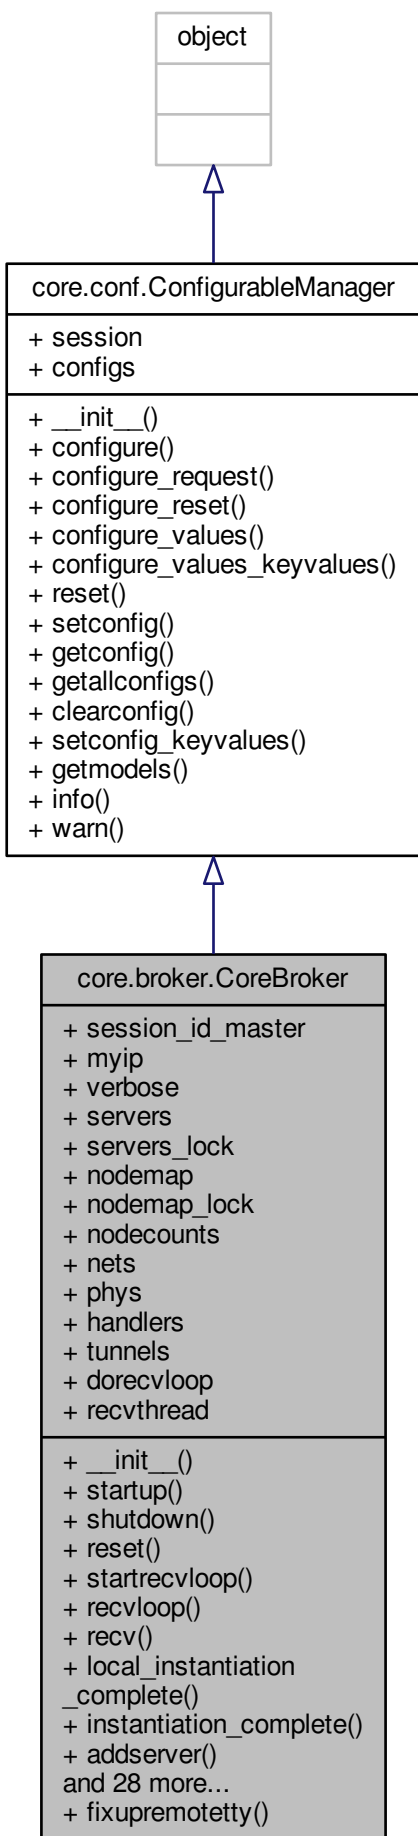 object
core.conf.ConfigurableManager
+ session
+ configs
+ __init__()
+ configure()
+ configure_request()
+ configure_reset()
+ configure_values()
+ configure_values_keyvalues()
+ reset()
+ setconfig()
+ getconfig()
+ getallconfigs()
+ clearconfig()
+ setconfig_keyvalues()
+ getmodels()
+ info()
+ warn()
core.broker.CoreBroker
+ session_id_master
+ myip
+ verbose
+ servers
+ servers_lock
+ nodemap
+ nodemap_lock
+ nodecounts
+ nets
+ phys
+ handlers
+ tunnels
+ dorecvloop
+ recvthread
+ __init__()
+ startup()
+ shutdown()
+ reset()
+ startrecvloop()
+ recvloop()
+ recv()
+ local_instantiation
_complete()
+ instantiation_complete()
+ addserver()
and 28 more...
+ fixupremotetty()